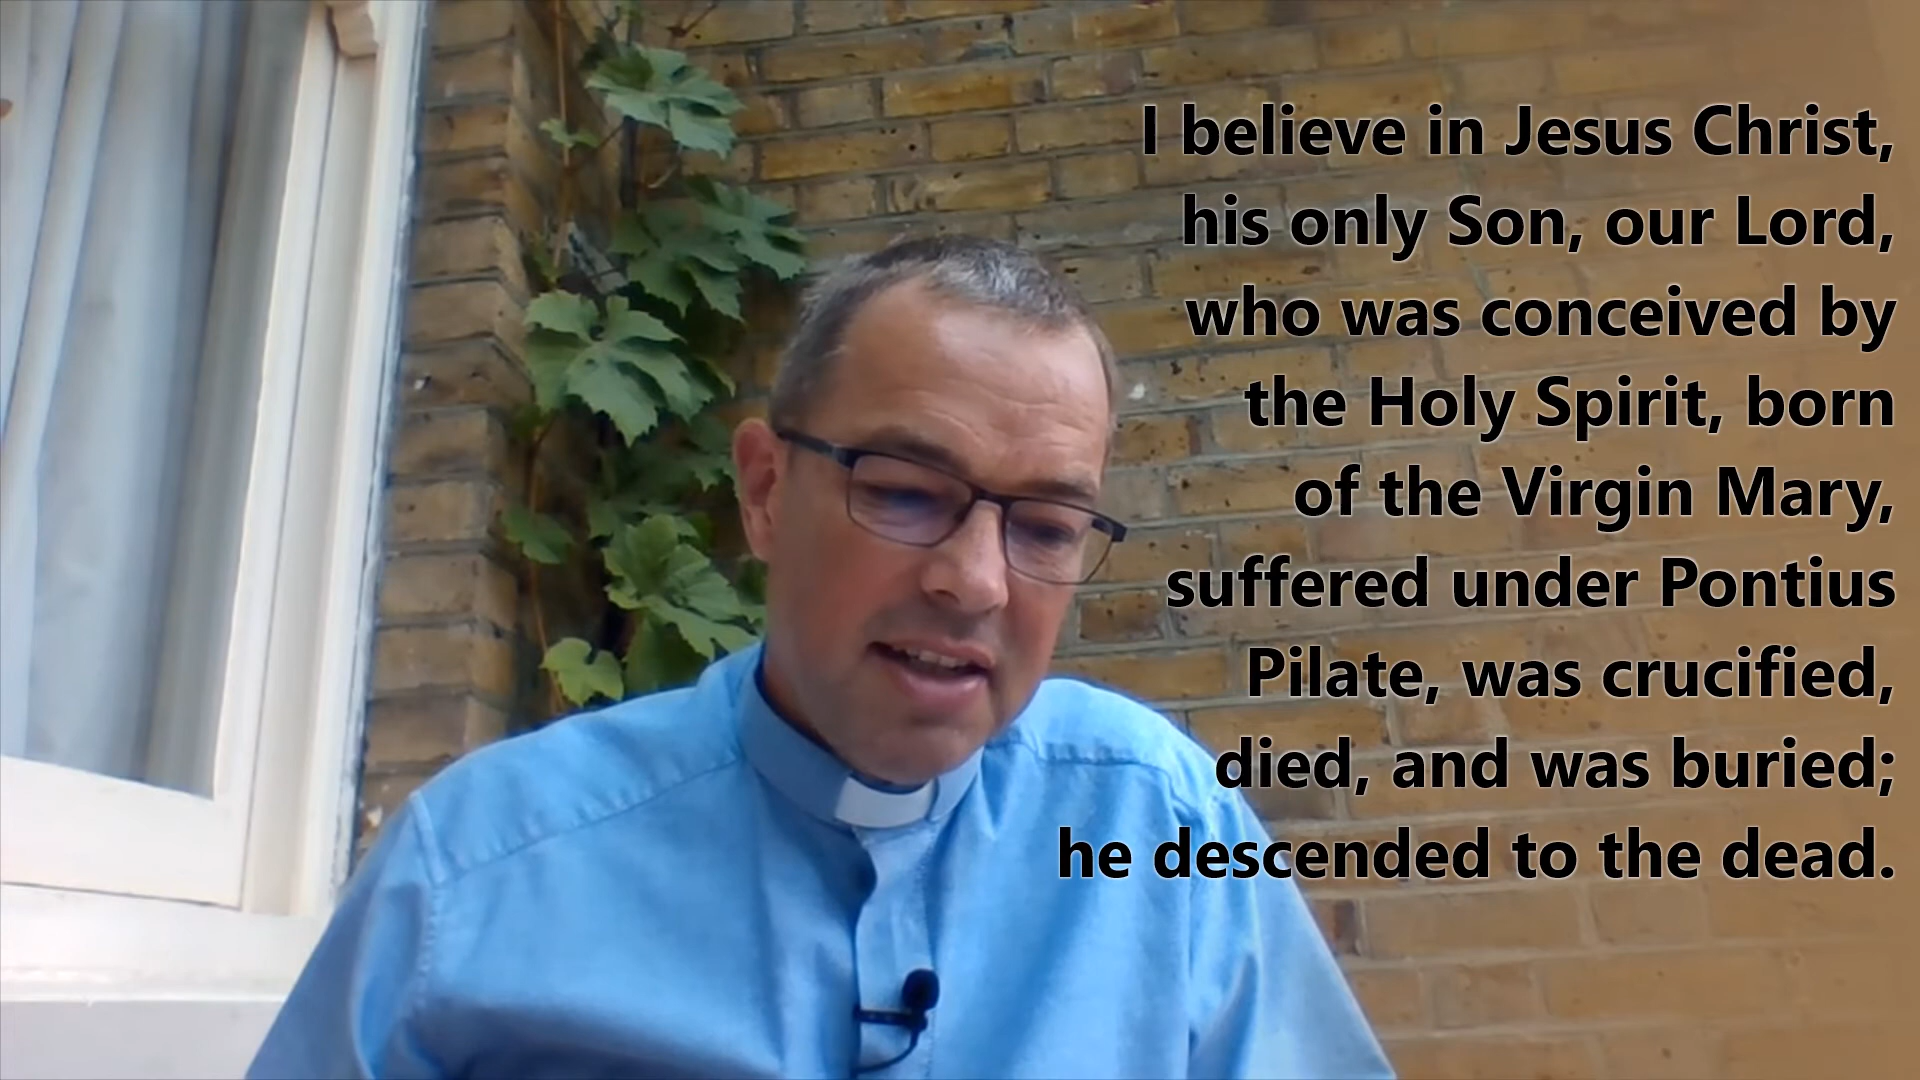 I believe in Jesus Christ,
his only Son, our Lord,
who was conceived by
the Holy Spirit, born
of the Virgin Mary,
suffered under Pontius
Pilate, was crucified,
died, and was buried;
he descended to the dead.